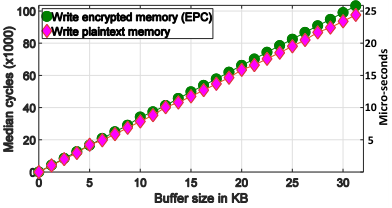 Write encrypted memory (EPC)
Write plaintext memory
Median cycles (x1000)
100
80
60
40
20
0
25
20
15
10
5
Micro-seconds
0 5 10 15 20 25 30
Buffer size in KB